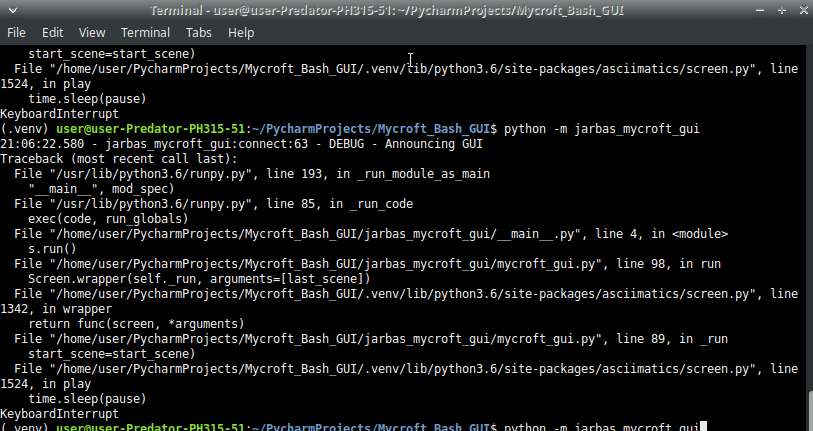 Terminal - user@user-Predator-PH315-51:~/PycharmProjects/Mycroft_Bash_GUI
File Edit View Terminal Tabs Help
start_scene=start_scene)
File "/home/user/PycharmProjects/Mycroft_Bash_GUI/.venv/lib/python3.6/site-packages/asciimatics/screen.py", line
1524, in play
time.sleep(pause)
KeyboardInterrupt
(.venv) user@user-Predator-PH315-51:~/PycharmProjects/Mycroft_Bash_GUI$ python -m jarbas_mycroft_gui
21:06:22.580 - jarbas_mycroft_gui:connect:63 - DEBUG - Announcing GUI
Traceback (most recent call last):
File "/usr/lib/python3.6/runpy.py", line 193, in _run_module_as_main
"__main__", mod_spec)
File "/usr/lib/python3.6/runpy.py", line 85, in _run_code
exec(code, run_globals)
File "/home/user/PycharmProjects/Mycroft_Bash_GUI/jarbas_mycroft_gui/__main__.py", line 4, in <module>
s.run()
File "/home/user/PycharmProjects/Mycroft_Bash_GUI/jarbas_mycroft_gui/mycroft_gui.py", line 98, in run
Screen.wrapper(self._run, arguments=[last_scene])
File "/home/user/PycharmProjects/Mycroft_Bash_GUI/.venv/lib/python3.6/site-packages/asciimatics/screen.py", line
1342, in wrapper
return func(screen, *arguments)
File "/home/user/PycharmProjects/Mycroft_Bash_GUI/jarbas_mycroft_gui/mycroft_gui.py", line 89, in _run
start_scene=start_scene)
File "/home/user/PycharmProjects/Mycroft_Bash_GUI/.venv/lib/python3.6/site-packages/asciimatics/screen.py", line
1524, in play
time.sleep(pause)
KeyboardInterrupt
(.venv) user@user-Predator-PH315-51:~/PycharmProjects/Mycroft_Bash_GUI$ python -m jarbas_mycroft_gui